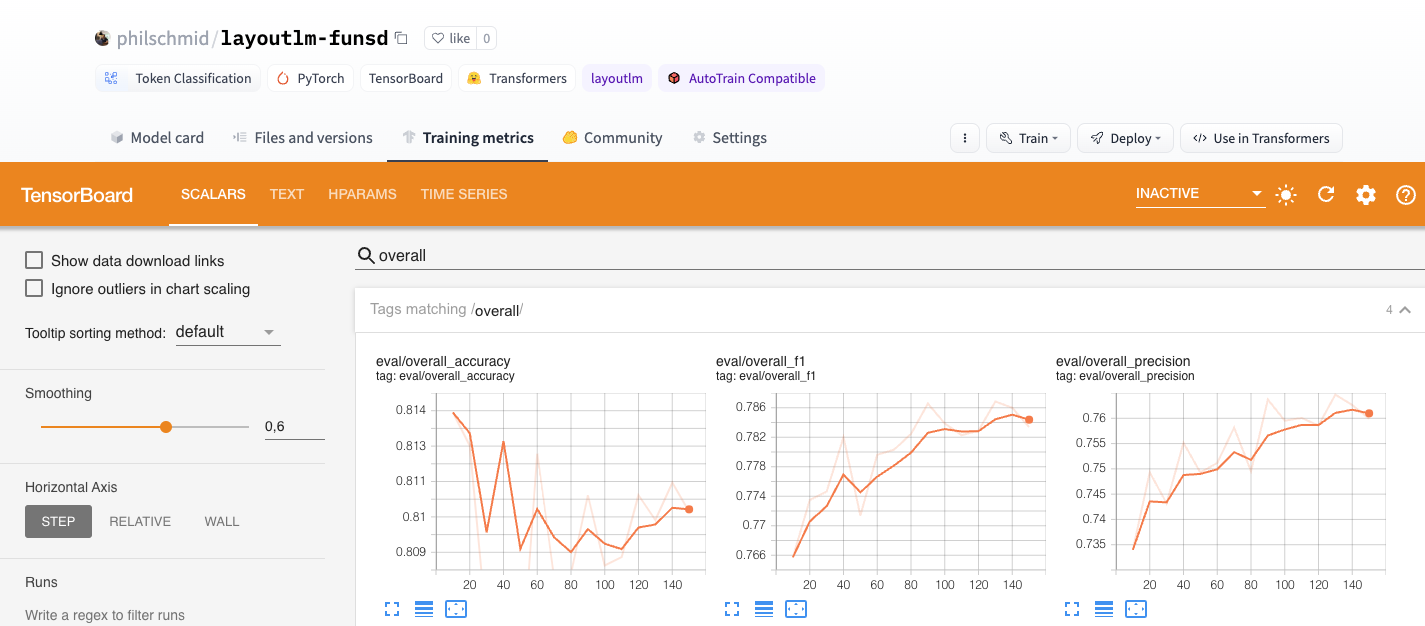 philschmid/layoutlm-funsd
like 0
Token Classification PyTorch TensorBoard Transformers layoutlm AutoTrain Compatible
Model card Files and versions Training metrics Community Settings Train Deploy Use in Transformers
TensorBoard SCALARS TEXT HPARAMS TIME SERIES INACTIVE
Show data download links
Ignore outliers in chart scaling
Tooltip sorting method: default
Smoothing
0,6
Horizontal Axis
STEP RELATIVE WALL
Runs
Write a regex to filter runs
overall
Tags matching /overall/ 4
eval/overall_accuracy
tag: eval/overall_accuracy
0.814
0.813
0.811
0.81
0.809
20 40 60 80 100 120 140
eval/overall_f1
tag: eval/overall_f1
0.786
0.782
0.778
0.774
0.77
0.766
20 40 60 80 100 120 140
eval/overall_precision
tag: eval/overall_precision
0.76
0.755
0.75
0.745
0.74
0.735
20 40 60 80 100 120 140